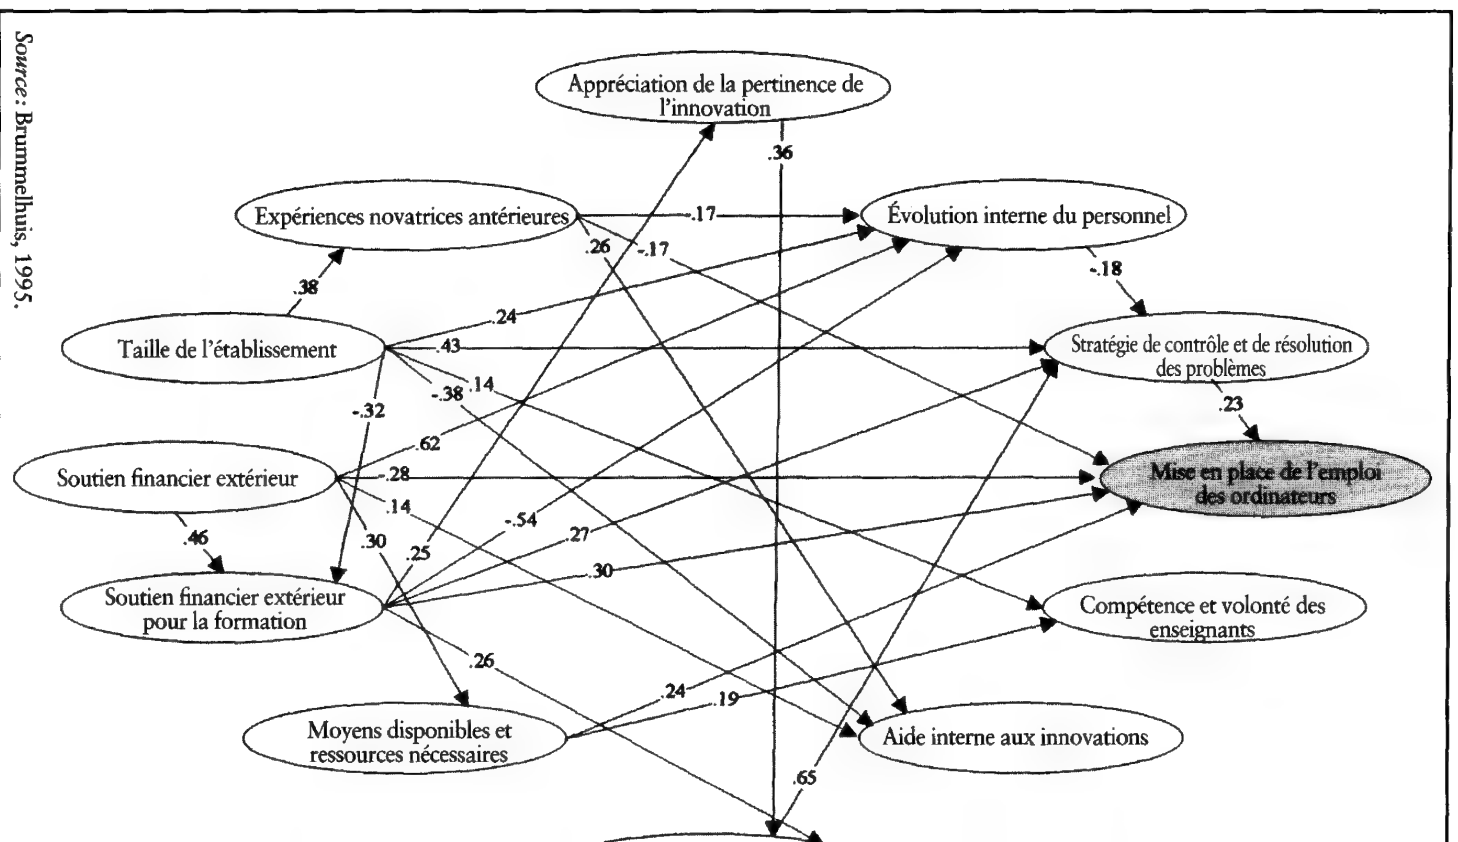 Source: Brummelhuis, 1995.
Appréciation de la pertinence de
l'innovation
.36
Expériences novatrices antérieures
.17
Évolution interne du personnel
.26
-.17
-.18
.38
.24
Taille de l'établissement
.43
Stratégie de contrôle et de résolution
des problèmes
.14
-.38
-.32
.23
.62
Soutien financier extérieur
-.28
Mise en place de l'emploi
des ordinateurs
.14
-.54
.46
.30
.25
.27
.30
Soutien financier extérieur
pour la formation
Compétence et volonté des
enseignants
.26
.24
.19
Moyens disponibles et
ressources nécessaires
Aide interne aux innovations
.65